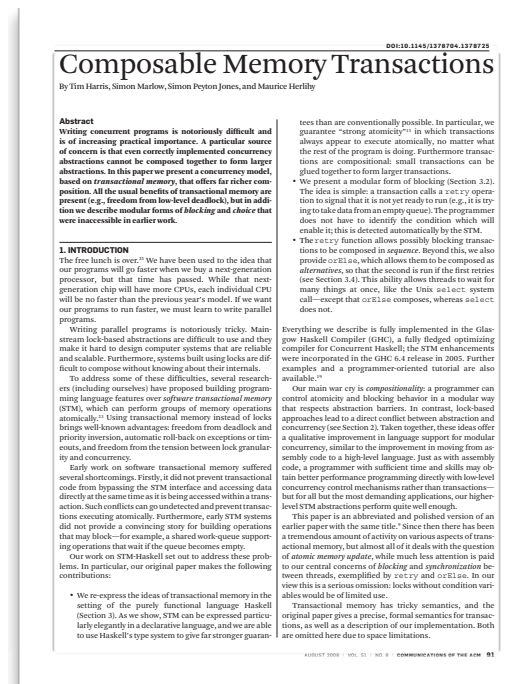 DOI:10.1145/1378704.1378725
Composable Memory Transactions
By Tim Harris, Simon Marlow, Simon Peyton Jones, and Maurice Herlihy
Abstract
Writing concurrent programs is notoriously difficult and
is of increasing practical importance. A particular source
of concern is that even correctly implemented concurrency
abstractions cannot be composed together to form larger
abstractions. In this paper we present a concurrency model,
based on transactional memory, that offers far richer com-
position. All the usual benefits of transactional memory are
present (e.g., freedom from low-level deadlock), but in addi-
tion we describe modular forms of blocking and choice that
were inaccessible in earlier work.
1. INTRODUCTION
The free lunch is over.25 We have been used to the idea that
our programs will go faster when we buy a next-generation
processor, but that time has passed. While that next-
generation chip will have more CPUs, each individual CPU
will be no faster than the previous year's model. If we want
our programs to run faster, we must learn to write parallel
programs.
Writing parallel programs is notoriously tricky. Main-
stream lock-based abstractions are difficult to use and they
make it hard to design computer systems that are reliable
and scalable. Furthermore, systems built using locks are dif-
ficult to compose without knowing about their internals.
To address some of these difficulties, several research-
ers (including ourselves) have proposed building program-
ming language features over software transactional memory
(STM), which can perform groups of memory operations
atomically.23 Using transactional memory instead of locks
brings well-known advantages: freedom from deadlock and
priority inversion, automatic roll-back on exceptions or time-
outs, and freedom from the tension between lock granular-
ity and concurrency.
Early work on software transactional memory suffered
several shortcomings. Firstly, it did not prevent transactional
code from bypassing the STM interface and accessing data
directly at the same time as it is being accessed within a trans-
action. Such conflicts can go undetected and prevent transac-
tions executing atomically. Furthermore, early STM systems
did not provide a convincing story for building operations
that may block—for example, a shared work-queue support-
ing operations that wait if the queue becomes empty.
Our work on STM-Haskell set out to address these prob-
lems. In particular, our original paper makes the following
contributions:
• We re-express the ideas of transactional memory in the
setting of the purely functional language Haskell
(Section 3). As we show, STM can be expressed particu-
larly elegantly in a declarative language, and we are able
to use Haskell's type system to give far stronger guaran-
tees than are conventionally possible. In particular, we
guarantee "strong atomicity"15 in which transactions
always appear to execute atomically, no matter what
the rest of the program is doing. Furthermore transac-
tions are compositional: small transactions can be
glued together to form larger transactions.
• We present a modular form of blocking (Section 3.2).
The idea is simple: a transaction calls a retry opera-
tion to signal that it is not yet ready to run (e.g., it is try-
ing to take data from an empty queue). The programmer
does not have to identify the condition which will
enable it; this is detected automatically by the STM.
• The retry function allows possibly blocking transac-
tions to be composed in sequence. Beyond this, we also
provide orElse, which allows them to be composed as
alternatives, so that the second is run if the first retries
(see Section 3.4). This ability allows threads to wait for
many things at once, like the Unix select system
call—except that orElse composes, whereas select
does not.
Everything we describe is fully implemented in the Glas-
gow Haskell Compiler (GHC), a fully fledged optimizing
compiler for Concurrent Haskell; the STM enhancements
were incorporated in the GHC 6.4 release in 2005. Further
examples and a programmer-oriented tutorial are also
available.19
Our main war cry is compositionality: a programmer can
control atomicity and blocking behavior in a modular way
that respects abstraction barriers. In contrast, lock-based
approaches lead to a direct conflict between abstraction and
concurrency (see Section 2). Taken together, these ideas offer
a qualitative improvement in language support for modular
concurrency, similar to the improvement in moving from as-
sembly code to a high-level language. Just as with assembly
code, a programmer with sufficient time and skills may ob-
tain better performance programming directly with low-level
concurrency control mechanisms rather than transactions—
but for all but the most demanding applications, our higher-
level STM abstractions perform quite well enough.
This paper is an abbreviated and polished version of an
earlier paper with the same title.9 Since then there has been
a tremendous amount of activity on various aspects of trans-
actional memory, but almost all of it deals with the question
of atomic memory update, while much less attention is paid
to our central concerns of blocking and synchronization be-
tween threads, exemplified by retry and orElse. In our
view this is a serious omission: locks without condition vari-
ables would be of limited use.
Transactional memory has tricky semantics, and the
original paper gives a precise, formal semantics for transac-
tions, as well as a description of our implementation. Both
are omitted here due to space limitations.
AUGUST 2008 | VOL. 51 | NO. 8 | COMMUNICATIONS OF THE ACM 91